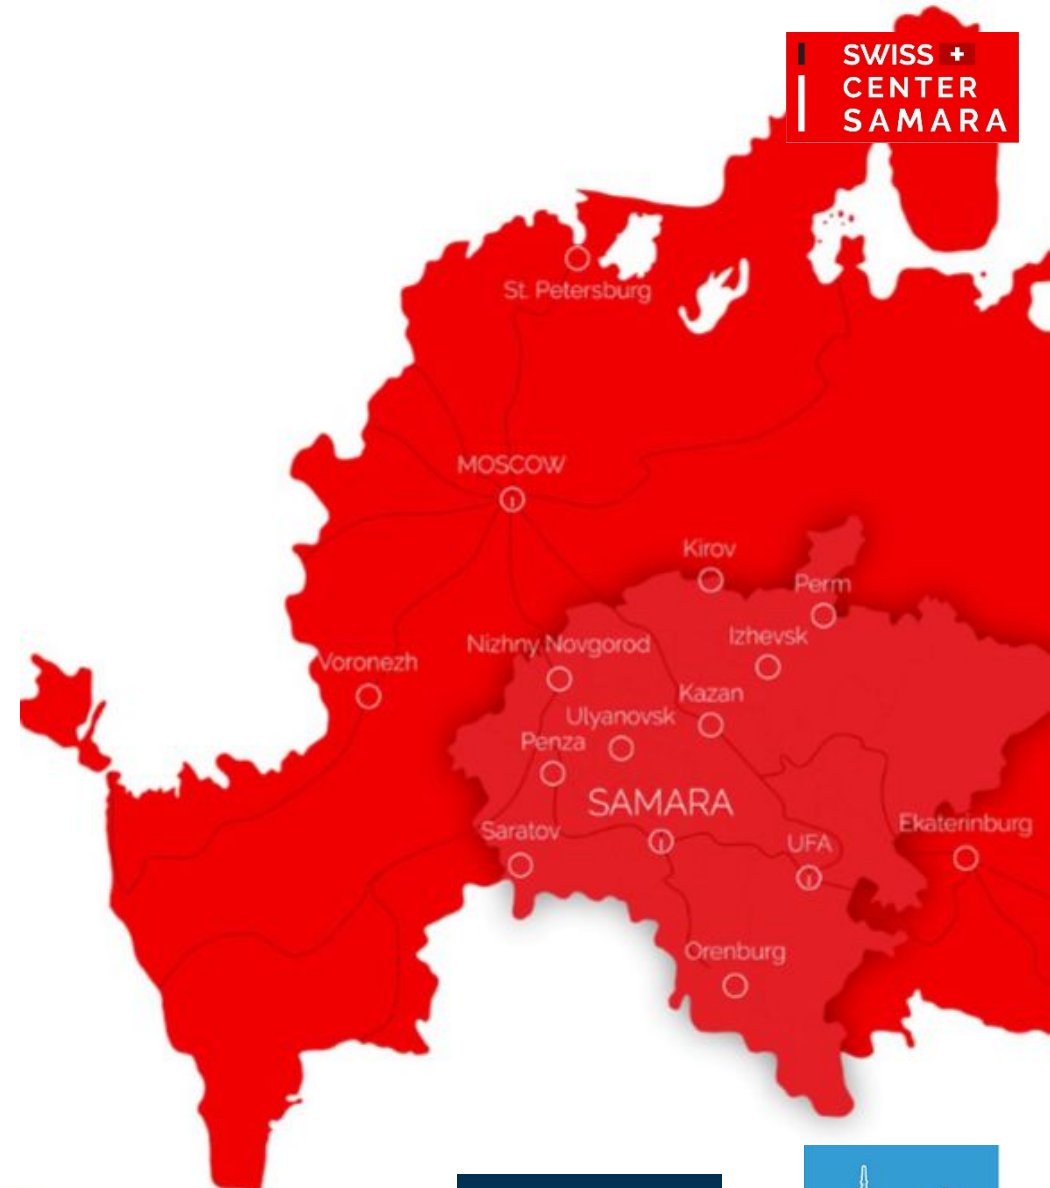 SWISS +
CENTER
SAMARA
St. Petersburg
MOSCOW
Kirov
Perm
Izhevsk
Nizhny Novgorod
Voronezh
Kazan
Ulyanovsk
Penza
SAMARA
Ekaterinburg
Saratov
UFA
Orenburg